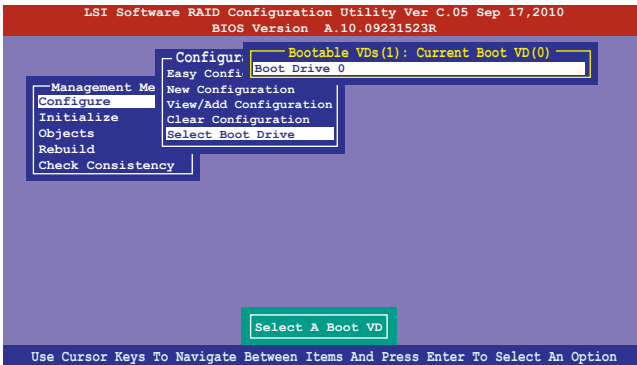 LSI Software RAID Configuration Utility Ver C.05 Sep 17,2010
BIOS Version A.10.09231523R
Management Me
Configure
Initialize
Objects
Rebuild
Check Consistency
Configur
Easy Confi
New Configuration
View/Add Configuration
Clear Configuration
Select Boot Drive
Bootable VDs(1): Current Boot VD(0)
Boot Drive 0
Select A Boot VD
Use Cursor Keys To Navigate Between Items And Press Enter To Select An Option